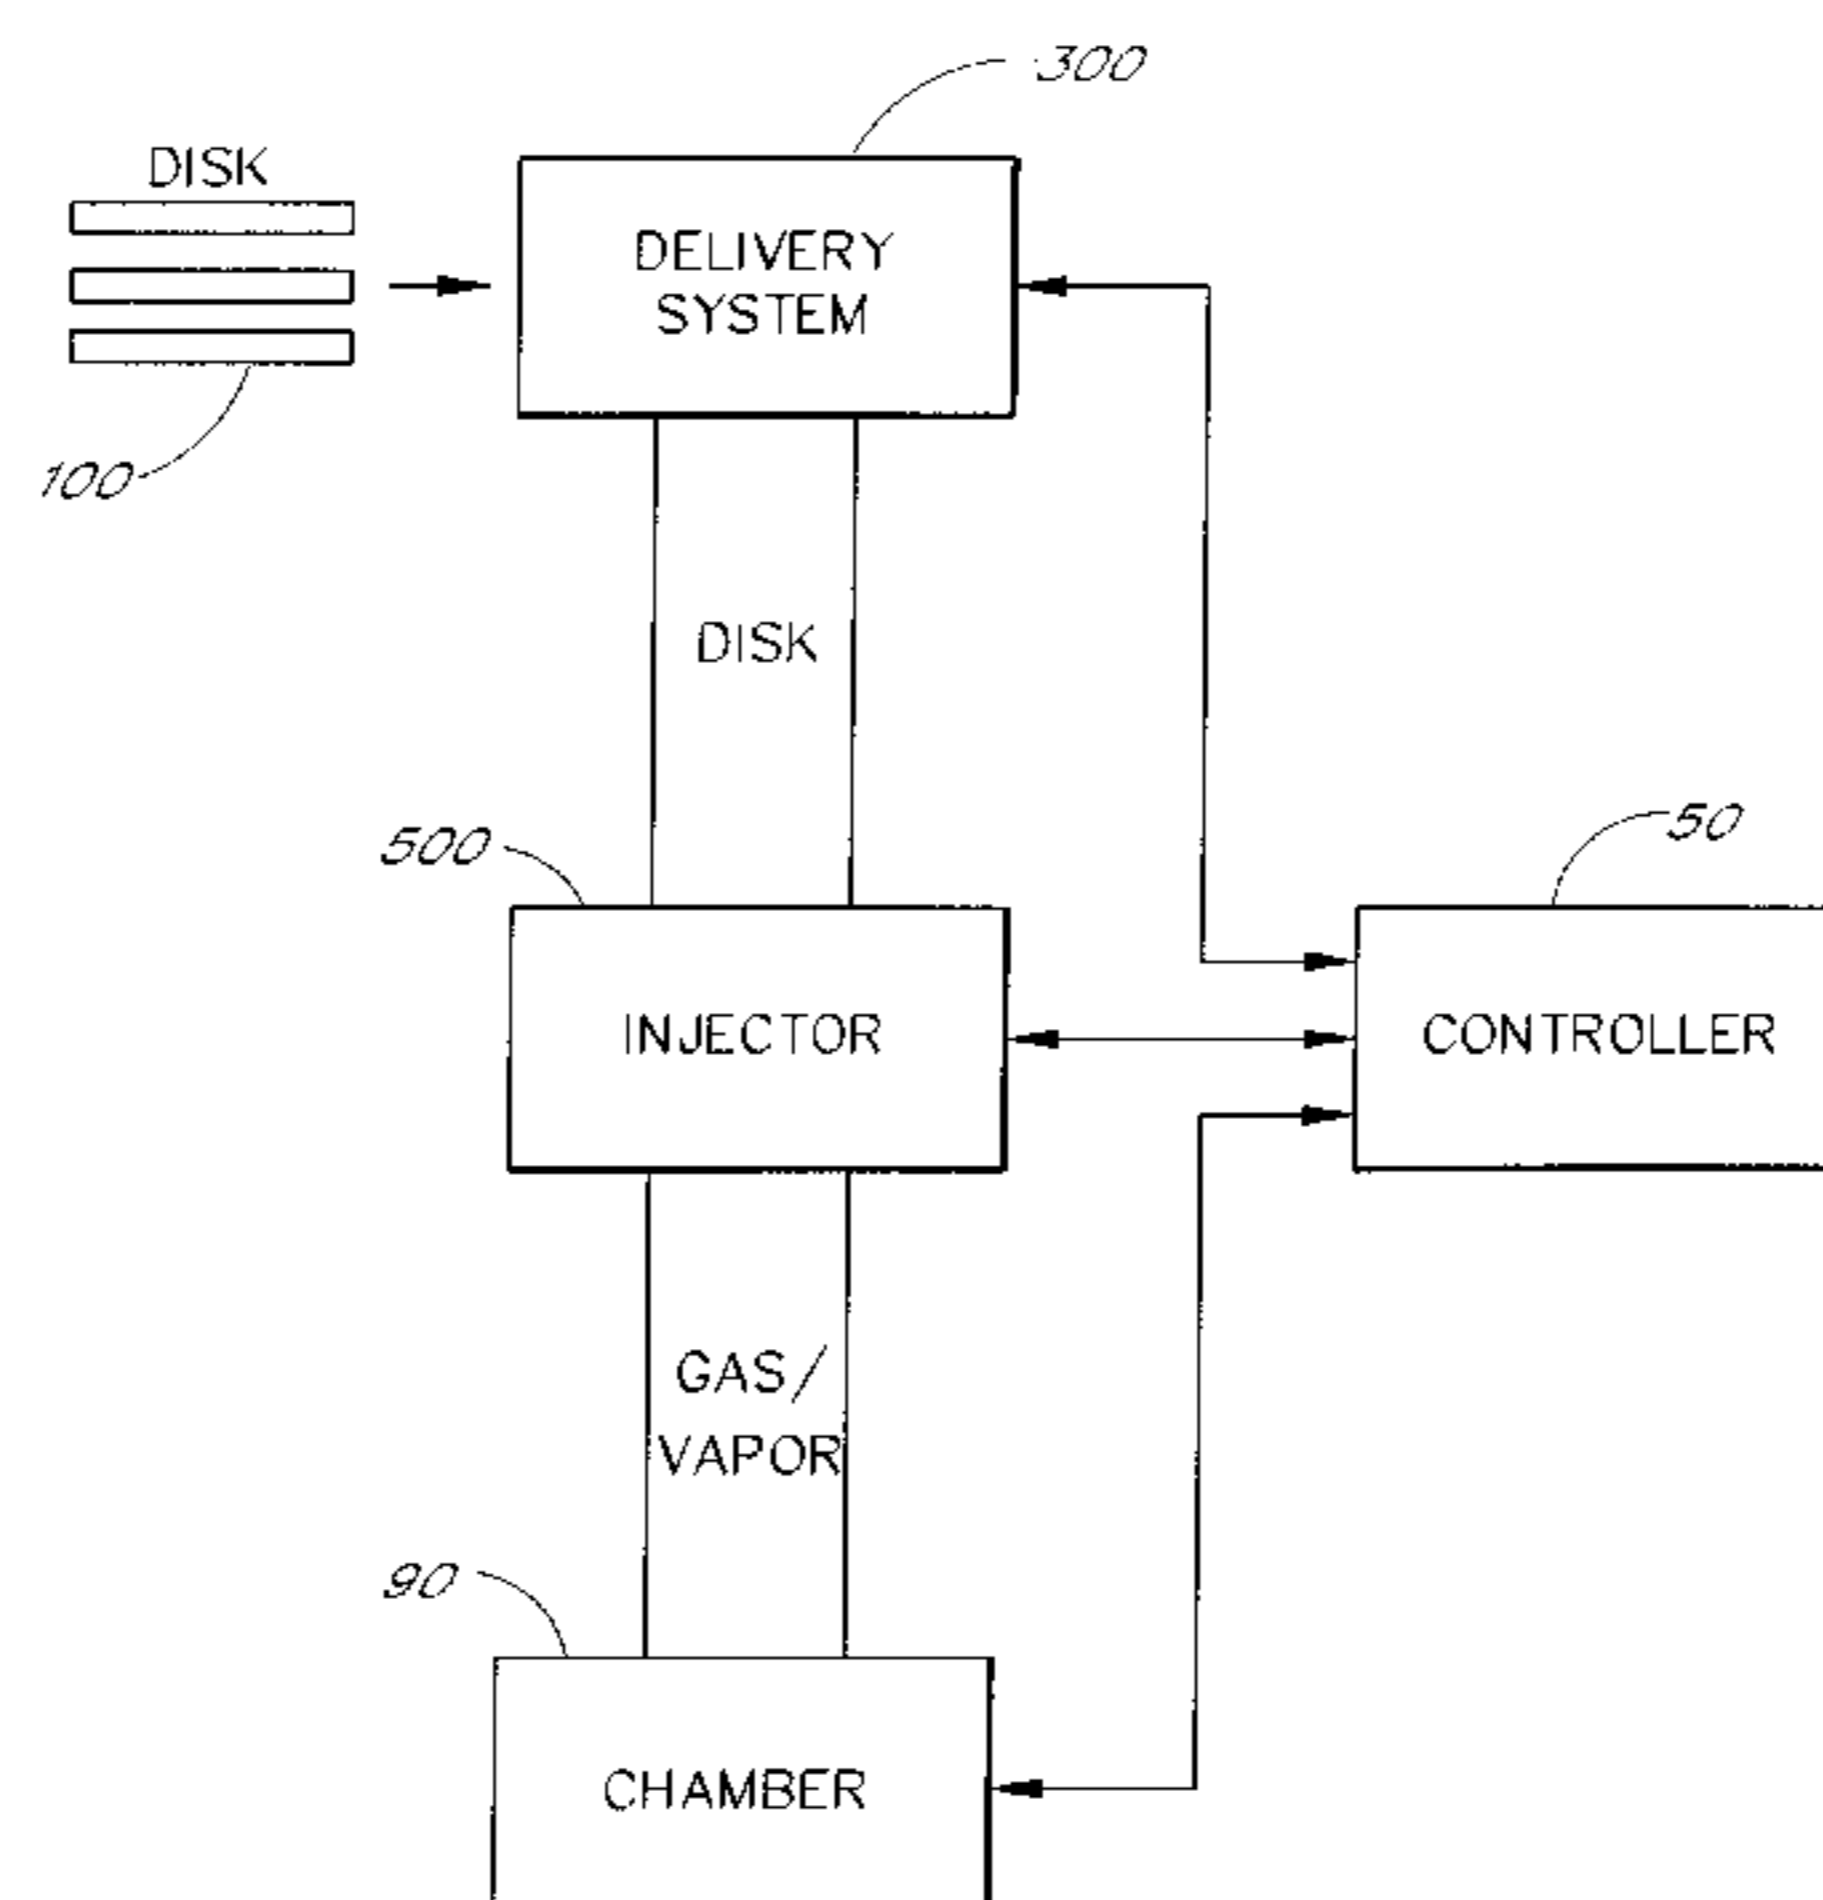 300
DISK
DELIVERY
SYSTEM
100
DISK
500
50
INJECTOR
CONTROLLER
GAS/
VAPOR
90
CHAMBER